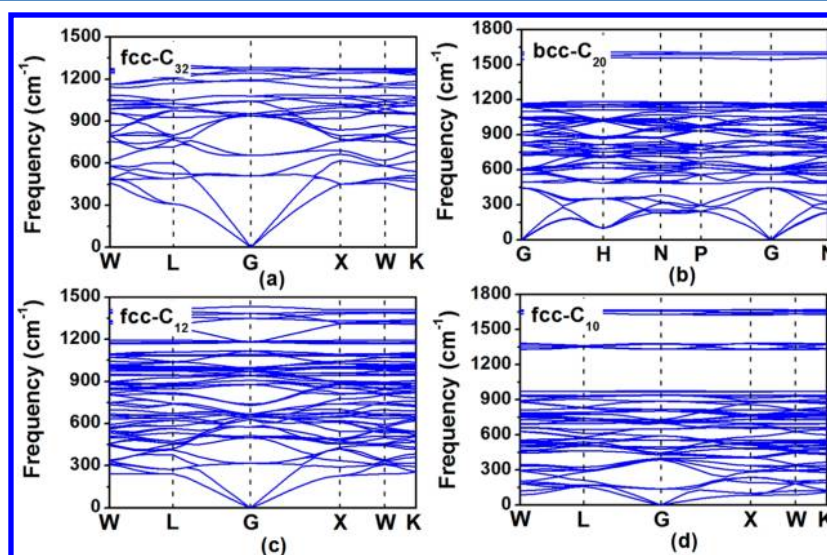 fcc-C32
Frequency (cm-1)
1500
1200
900
600
300
0
W L G X W K
(a)
bcc-C20
Frequency (cm-1)
1800
1500
1200
900
600
300
0
G H N P G N
(b)
fcc-C12
Frequency (cm-1)
1500
1200
900
600
300
0
W L G X W K
(c)
fcc-C10
Frequency (cm-1)
1800
1500
1200
900
600
300
0
W L G X W K
(d)